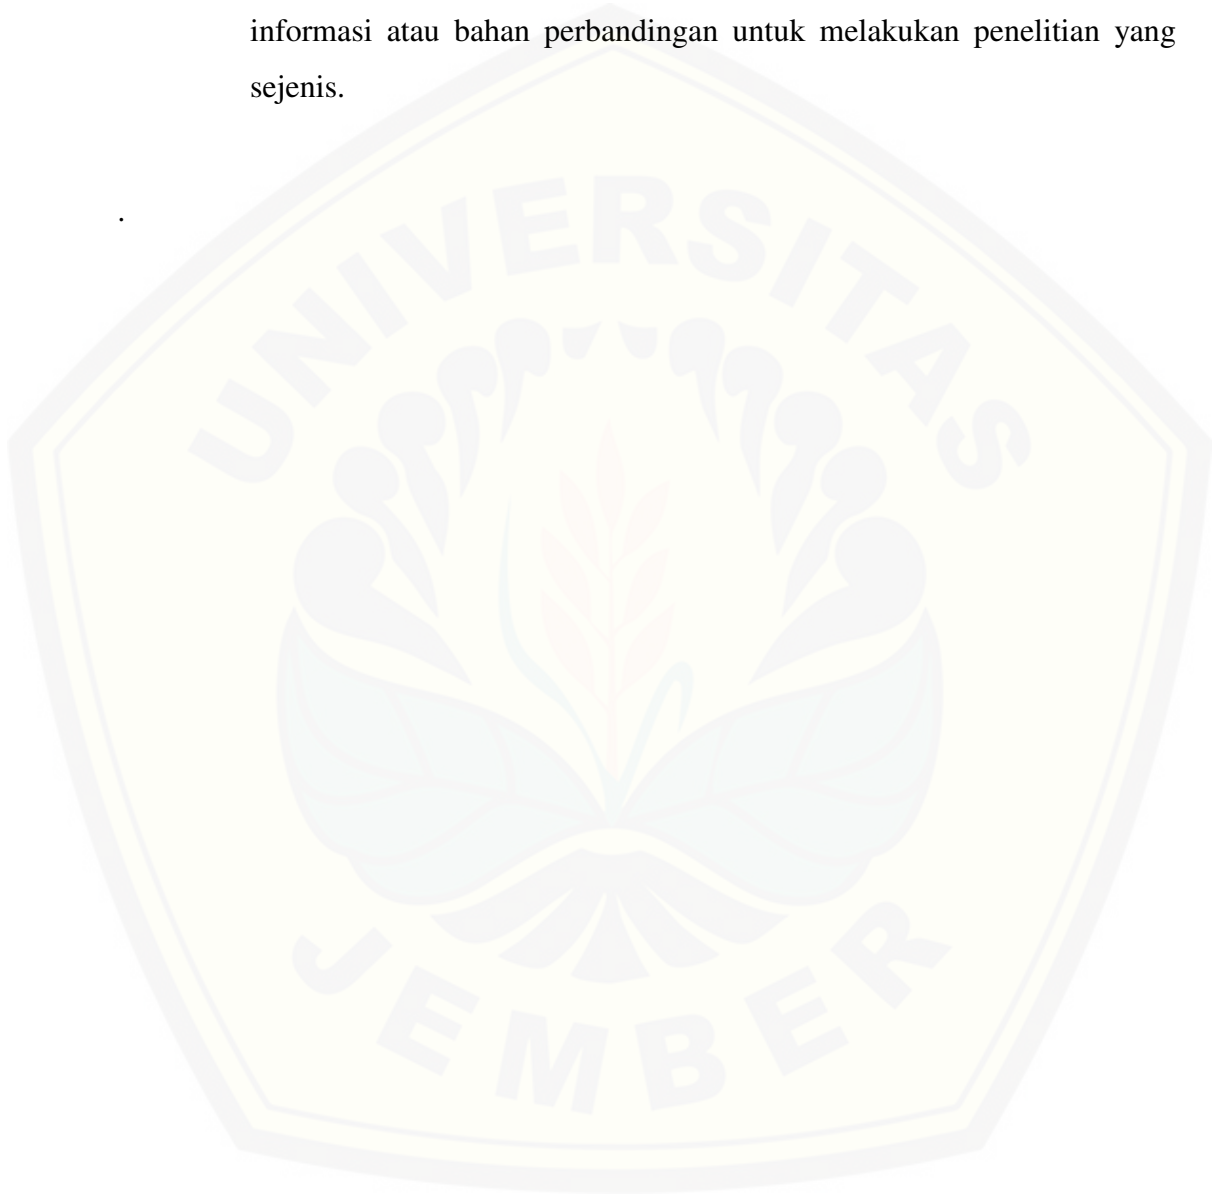 informasi atau bahan perbandingan untuk melakukan penelitian yang
sejenis.
.
UNIVERSITAS
JEMBER